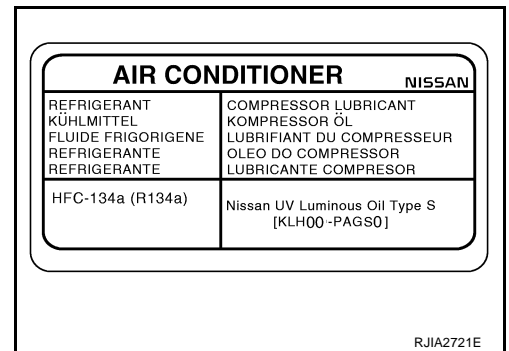 AIR CONDITIONER NISSAN
REFRIGERANT
KÜHLMITTEL
FLUIDE FRIGORIGENE
REFRIGERANTE
REFRIGERANTE
COMPRESSOR LUBRICANT
KOMPRESSOR ÖL
LUBRIFIANT DU COMPRESSEUR
OLEO DO COMPRESSOR
LUBRICANTE COMPRESOR
HFC-134a (R134a)
Nissan UV Luminous Oil Type S
[KLH00-PAGS0]
RJIA2721E